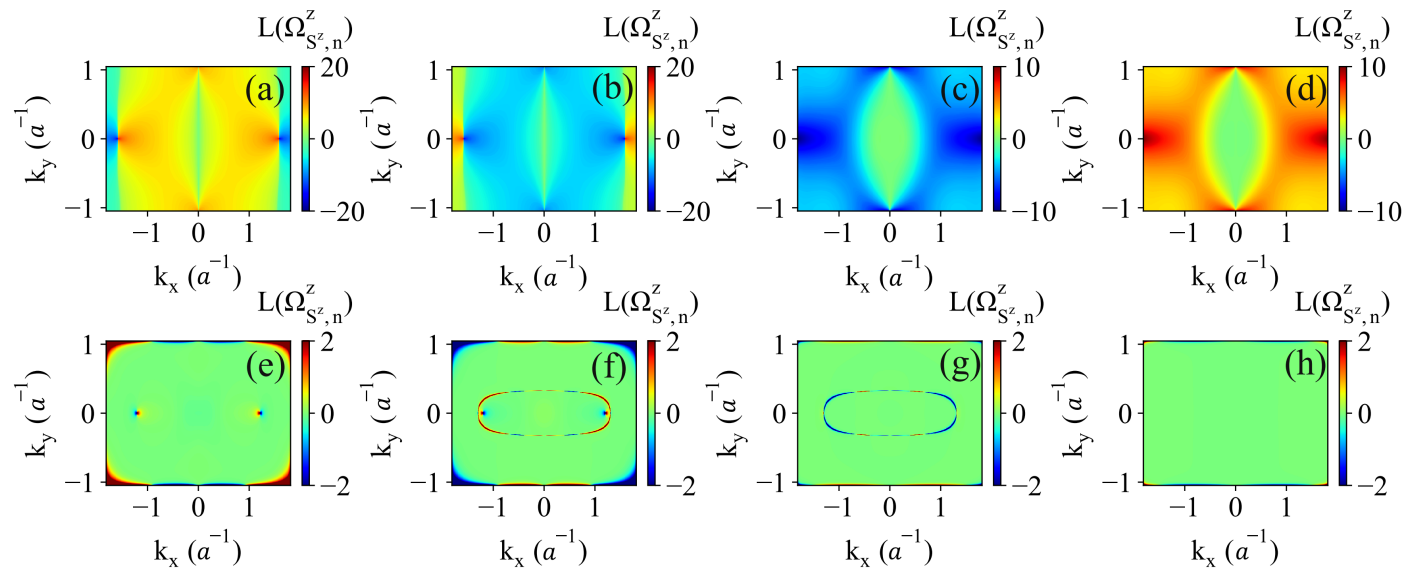 L(Ω^z_{S^z, n}) L(Ω^z_{S^z, n}) L(Ω^z_{S^z, n}) L(Ω^z_{S^z, n})
(a) (b) (c) (d)
1 20 1 20 1 10 1 10
k_y (a^{-1}) 0 0 k_y (a^{-1}) 0 0 k_y (a^{-1}) 0 0 k_y (a^{-1}) 0 0
−1 −20 −1 −20 −1 −10 −1 −10
−1 0 1 −1 0 1 −1 0 1 −1 0 1
k_x (a^{-1}) k_x (a^{-1}) k_x (a^{-1}) k_x (a^{-1})
L(Ω^z_{S^z, n}) L(Ω^z_{S^z, n}) L(Ω^z_{S^z, n}) L(Ω^z_{S^z, n})
(e) (f) (g) (h)
1 2 1 2 1 2 1 2
k_y (a^{-1}) 0 0 k_y (a^{-1}) 0 0 k_y (a^{-1}) 0 0 k_y (a^{-1}) 0 0
−1 −2 −1 −2 −1 −2 −1 −2
−1 0 1 −1 0 1 −1 0 1 −1 0 1
k_x (a^{-1}) k_x (a^{-1}) k_x (a^{-1}) k_x (a^{-1})